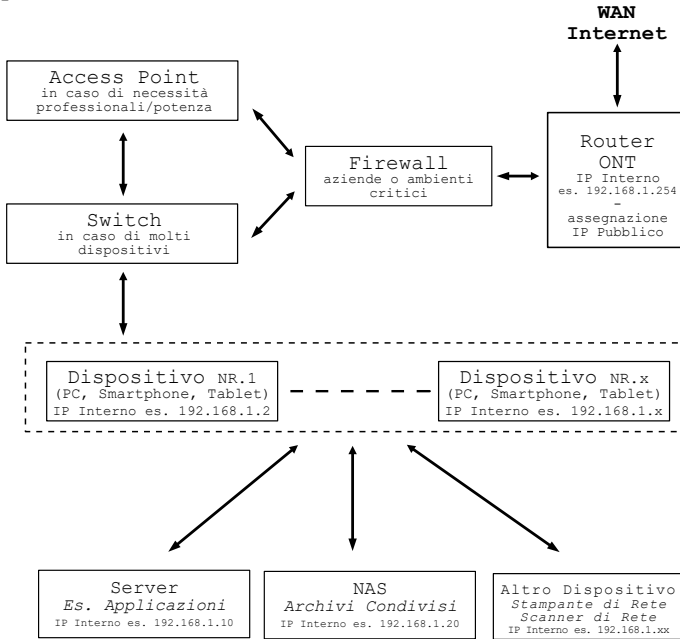 WAN
Internet
Access Point
in caso di necessità
professionali/potenza
Firewall
aziende o ambienti
critici
Router
ONT
IP Interno
es. 192.168.1.254
–
assegnazione
IP Pubblico
Switch
in caso di molti
dispositivi
Dispositivo NR.1
(PC, Smartphone, Tablet)
IP Interno es. 192.168.1.2
Dispositivo NR.x
(PC, Smartphone, Tablet)
IP Interno es. 192.168.1.x
Server
Es. Applicazioni
IP Interno es. 192.168.1.10
NAS
Archivi Condivisi
IP Interno es. 192.168.1.20
Altro Dispositivo
Stampante di Rete
Scanner di Rete
IP Interno es. 192.168.1.xx